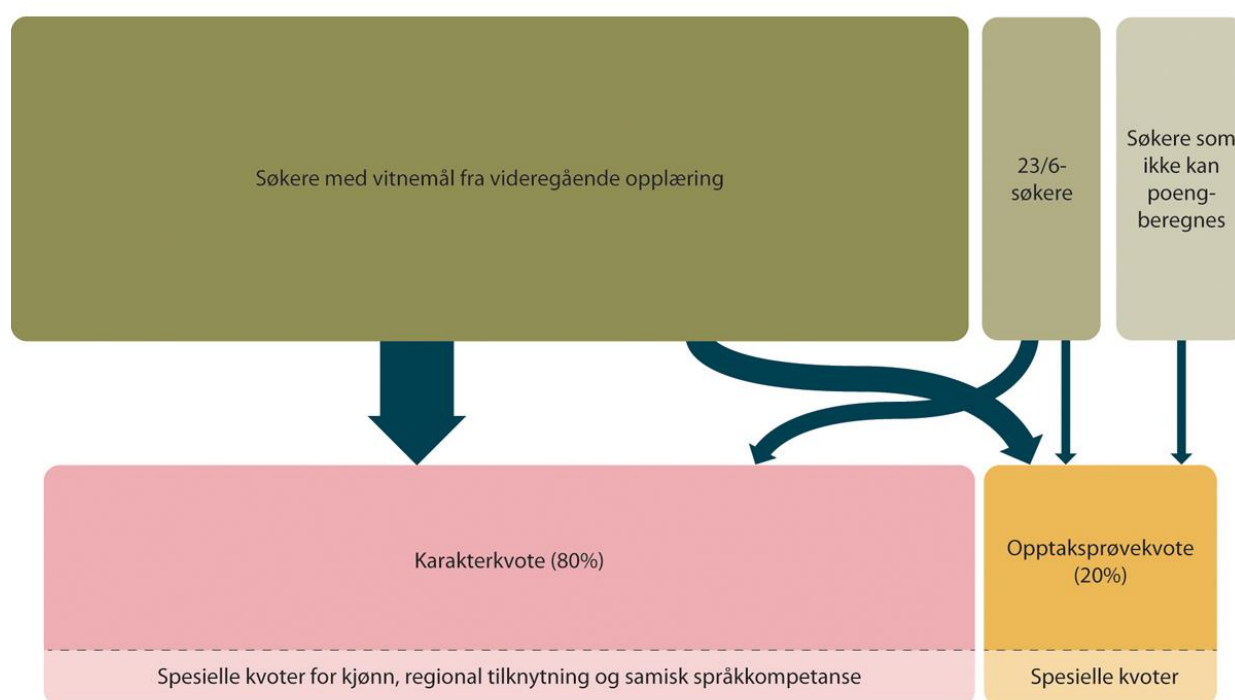 Søkere med vitnemål fra videregående opplæring
23/6-
søkere
Søkere som
ikke kan
poeng-
beregnes
Karakterkvote (80%)
Opptaksprøvekvote
(20%)
Spesielle kvoter for kjønn, regional tilknytning og samisk språkkompetanse
Spesielle kvoter